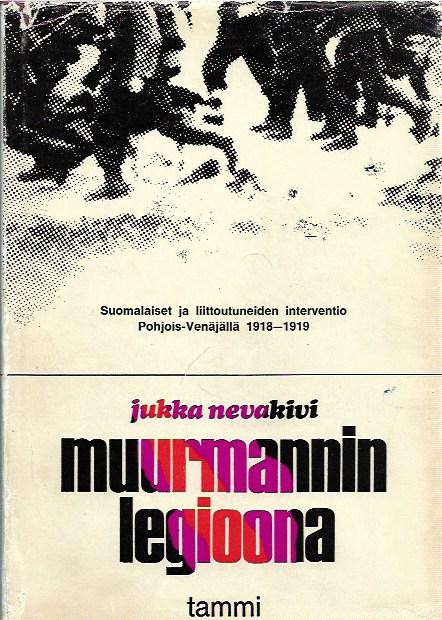 Suomalaiset ja liittoutuneiden interventio
Pohjois-Venäjällä 1918—1919
jukka nevakivi
muurmannin
legioona
tammi